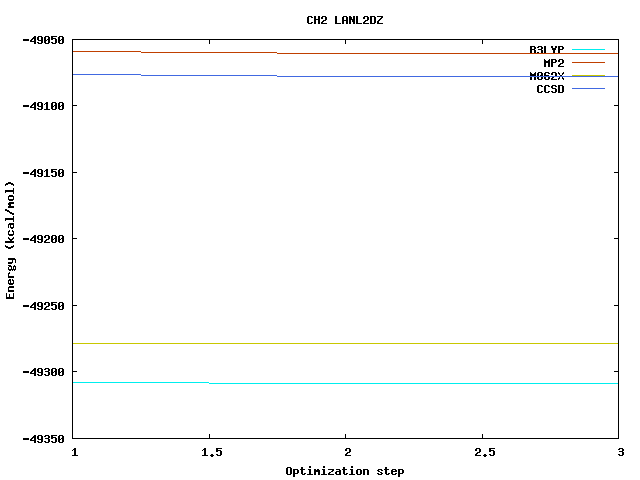 CH2 LANL2DZ
-49050
-49100
-49150
-49200
-49250
-49300
-49350
Energy (kcal/mol)
B3LYP
MP2
M062X
CCSD
1
1.5
2
2.5
3
Optimization step